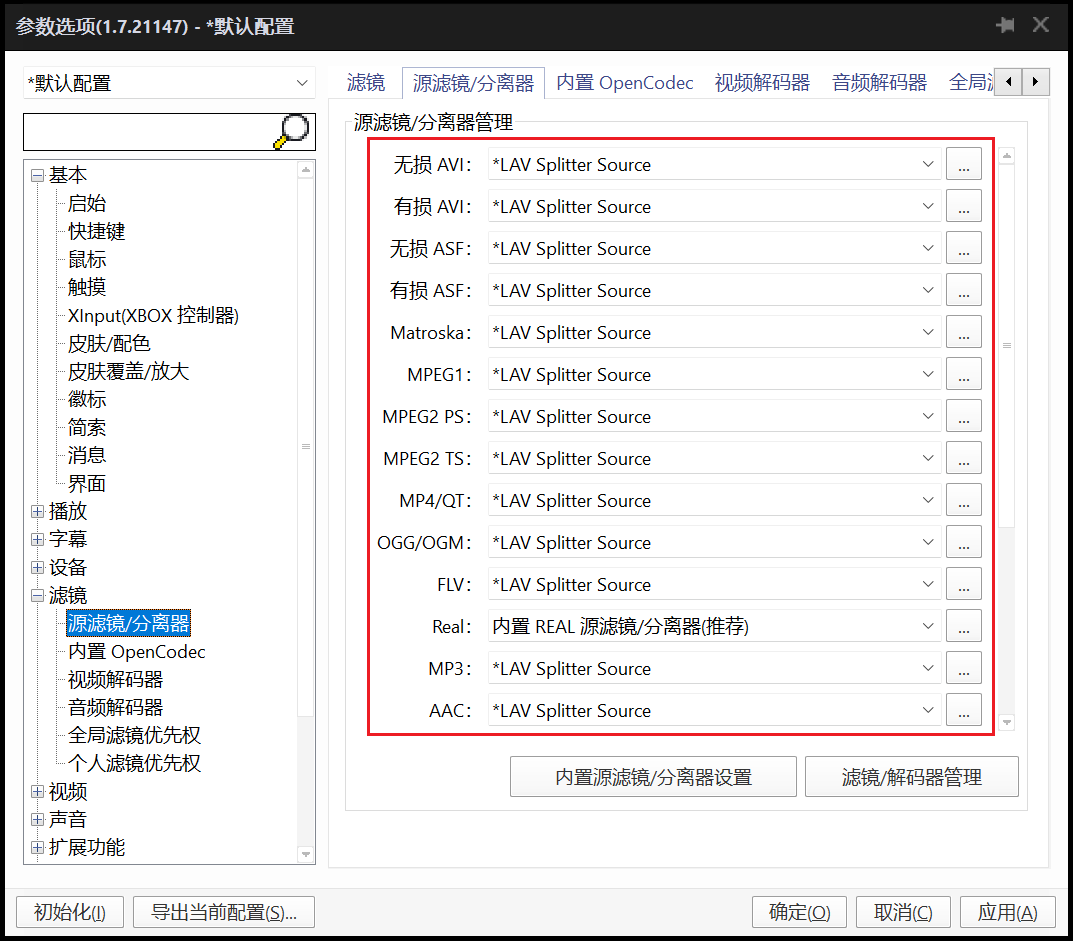 参数选项(1.7.21147) - *默认配置
*默认配置
基本
启始
快捷键
鼠标
触摸
XInput(XBOX 控制器)
皮肤/配色
皮肤覆盖/放大
徽标
简索
消息
界面
播放
字幕
设备
滤镜
源滤镜/分离器
内置 OpenCodec
视频解码器
音频解码器
全局滤镜优先权
个人滤镜优先权
视频
声音
扩展功能
滤镜 源滤镜/分离器 内置 OpenCodec 视频解码器 音频解码器 全局
源滤镜/分离器管理
无损 AVI： *LAV Splitter Source ...
有损 AVI： *LAV Splitter Source ...
无损 ASF： *LAV Splitter Source ...
有损 ASF： *LAV Splitter Source ...
Matroska： *LAV Splitter Source ...
MPEG1： *LAV Splitter Source ...
MPEG2 PS： *LAV Splitter Source ...
MPEG2 TS： *LAV Splitter Source ...
MP4/QT： *LAV Splitter Source ...
OGG/OGM： *LAV Splitter Source ...
FLV： *LAV Splitter Source ...
Real： 内置 REAL 源滤镜/分离器(推荐) ...
MP3： *LAV Splitter Source ...
AAC： *LAV Splitter Source ...
内置源滤镜/分离器设置 滤镜/解码器管理
初始化(I) 导出当前配置(S)... 确定(O) 取消(C) 应用(A)